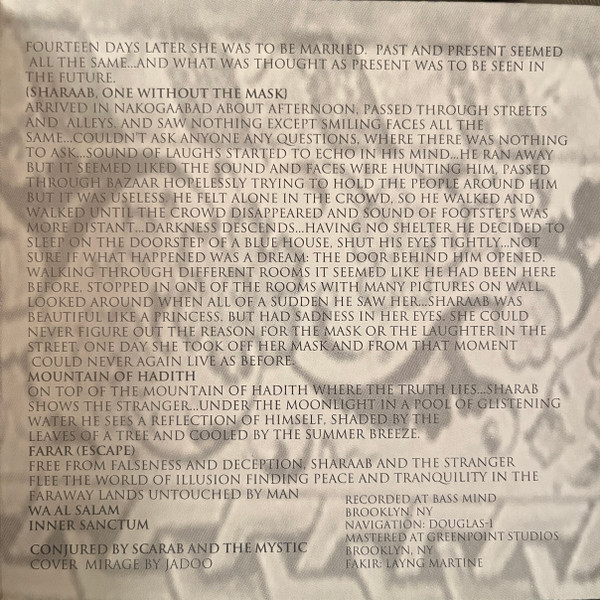 FOURTEEN DAYS LATER SHE WAS TO BE MARRIED. PAST AND PRESENT SEEMED
ALL THE SAME...AND WHAT WAS THOUGHT AS PRESENT WAS TO BE SEEN IN
THE FUTURE.
(SHARAAB, ONE WITHOUT THE MASK)
ARRIVED IN NAKOGAABAD ABOUT AFTERNOON, PASSED THROUGH STREETS
AND ALLEYS, AND SAW NOTHING EXCEPT SMILING FACES ALL THE
SAME...COULDN'T ASK ANYONE ANY QUESTIONS, WHERE THERE WAS NOTHING
TO ASK...SOUND OF LAUGHS STARTED TO ECHO IN HIS MIND...HE RAN AWAY
BUT IT SEEMED LIKED THE SOUND AND FACES WERE HUNTING HIM, PASSED
THROUGH BAZAAR HOPELESSLY TRYING TO HOLD THE PEOPLE AROUND HIM
BUT IT WAS USELESS. HE FELT ALONE IN THE CROWD, SO HE WALKED AND
WALKED UNTIL THE CROWD DISAPPEARED AND SOUND OF FOOTSTEPS WAS
MORE DISTANT...DARKNESS DESCENDS...HAVING NO SHELTER HE DECIDED TO
SLEEP ON THE DOORSTEP OF A BLUE HOUSE, SHUT HIS EYES TIGHTLY...NOT
SURE IF WHAT HAPPENED WAS A DREAM: THE DOOR BEHIND HIM OPENED.
WALKING THROUGH DIFFERENT ROOMS IT SEEMED LIKE HE HAD BEEN HERE
BEFORE, STOPPED IN ONE OF THE ROOMS WITH MANY PICTURES ON WALL,
LOOKED AROUND WHEN ALL OF A SUDDEN HE SAW HER...SHARAAB WAS
BEAUTIFUL LIKE A PRINCESS, BUT HAD SADNESS IN HER EYES. SHE COULD
NEVER FIGURE OUT THE REASON FOR THE MASK OR THE LAUGHTER IN THE
STREET, ONE DAY SHE TOOK OFF HER MASK AND FROM THAT MOMENT
COULD NEVER AGAIN LIVE AS BEFORE.
MOUNTAIN OF HADITH
ON TOP OF THE MOUNTAIN OF HADITH WHERE THE TRUTH LIES...SHARAB
SHOWS THE STRANGER...UNDER THE MOONLIGHT IN A POOL OF GLISTENING
WATER HE SEES A REFLECTION OF HIMSELF, SHADED BY THE
LEAVES OF A TREE AND COOLED BY THE SUMMER BREEZE.
FARAR (ESCAPE)
FREE FROM FALSENESS AND DECEPTION, SHARAAB AND THE STRANGER
FLEE THE WORLD OF ILLUSION FINDING PEACE AND TRANQUILITY IN THE
FARAWAY LANDS UNTOUCHED BY MAN
WA AL SALAM
INNER SANCTUM
CONJURED BY SCARAB AND THE MYSTIC
COVER MIRAGE BY JADOO
RECORDED AT BASS MIND
BROOKLYN, NY
NAVIGATION: DOUGLAS-I
MASTERED AT GREENPOINT STUDIOS
BROOKLYN, NY
FAKIR: LAYNG MARTINE